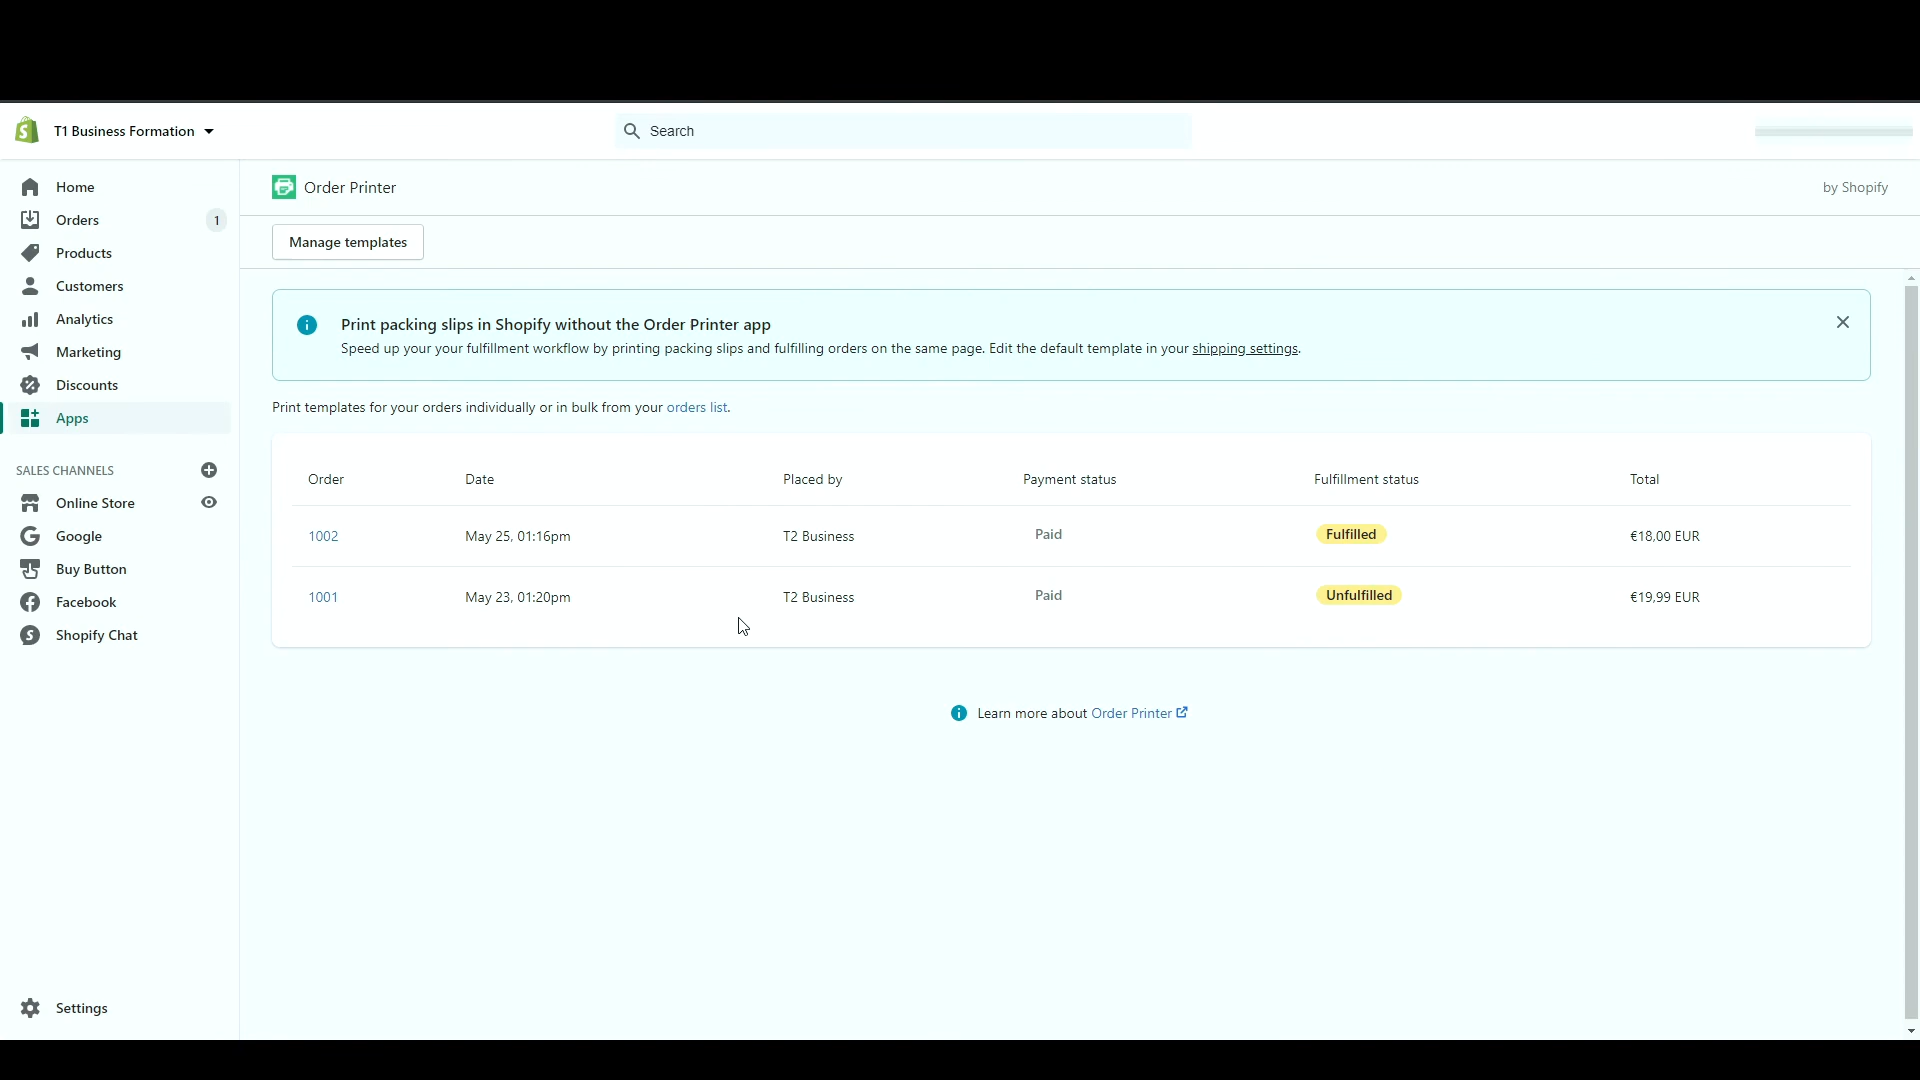 T1 Business Formation
Search
Home
Orders 1
Products
Customers
Analytics
Marketing
Discounts
Apps
SALES CHANNELS
Online Store
Google
Buy Button
Facebook
Shopify Chat
Settings
Order Printer
by Shopify
Manage templates
Print packing slips in Shopify without the Order Printer app
Speed up your your fulfillment workflow by printing packing slips and fulfilling orders on the same page. Edit the default template in your shipping settings.
Print templates for your orders individually or in bulk from your orders list.
Order Date Placed by Payment status Fulfillment status Total
1002 May 25, 01:16pm T2 Business Paid Fulfilled €18,00 EUR
1001 May 23, 01:20pm T2 Business Paid Unfulfilled €19,99 EUR
Learn more about Order Printer